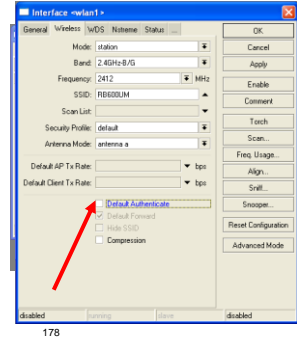 Interface <wlan1>
General Wireless WDS Nstreme Status ...
Mode: station
Band: 2.4GHz-B/G
Frequency: 2412 MHz
SSID: RB600UM
Scan List:
Security Profile: default
Antenna Mode: antenna a
Default AP Tx Rate: bps
Default Client Tx Rate: bps
Default Authenticate
Default Forward
Hide SSID
Compression
OK
Cancel
Apply
Enable
Comment
Torch
Scan...
Freq. Usage...
Align...
Sniff...
Snooper...
Reset Configuration
Advanced Mode
disabled running slave disabled
178